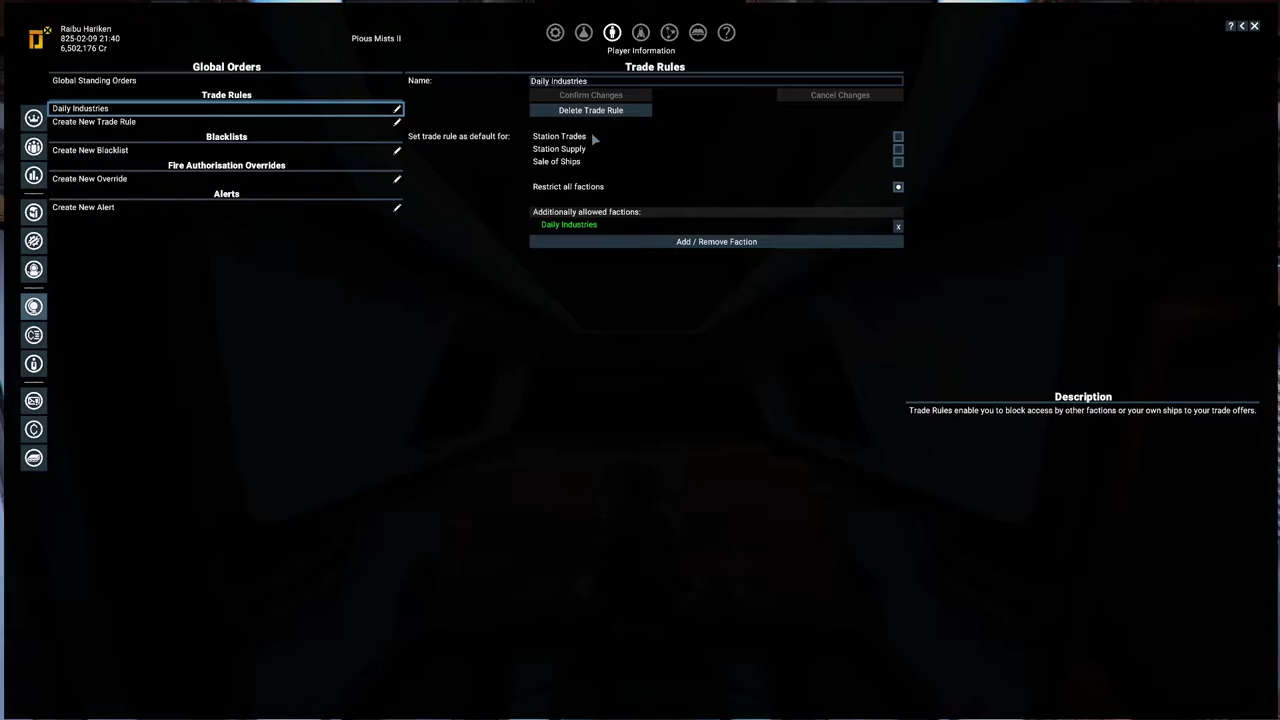 Raibu Hariken
825-02-09 21:40
6,502,176 Cr
Pious Mists II
?
Player Information
? < X
Global Orders
Global Standing Orders
Trade Rules
Daily Industries
Create New Trade Rule
Blacklists
Create New Blacklist
Fire Authorisation Overrides
Create New Override
Alerts
Create New Alert
Trade Rules
Name:
Daily Industries
Confirm Changes
Cancel Changes
Delete Trade Rule
Set trade rule as default for:
Station Trades
Station Supply
Sale of Ships
Restrict all factions
Additionally allowed factions:
Daily Industries
x
Add / Remove Faction
Description
Trade Rules enable you to block access by other factions or your own ships to your trade offers.